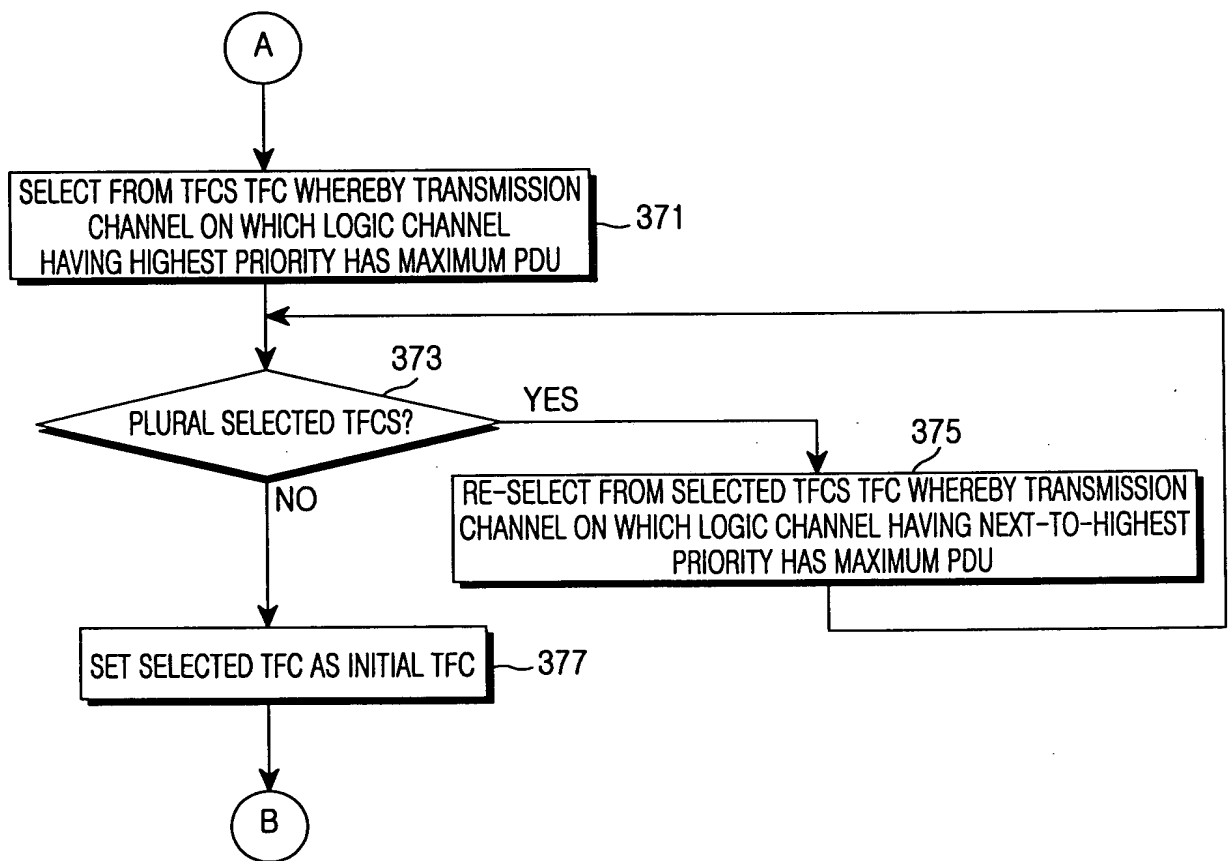 A
SELECT FROM TFCS TFC WHEREBY TRANSMISSION
CHANNEL ON WHICH LOGIC CHANNEL
HAVING HIGHEST PRIORITY HAS MAXIMUM PDU
371
373
PLURAL SELECTED TFCS?
YES
NO
375
RE-SELECT FROM SELECTED TFCS TFC WHEREBY TRANSMISSION
CHANNEL ON WHICH LOGIC CHANNEL HAVING NEXT-TO-HIGHEST
PRIORITY HAS MAXIMUM PDU
SET SELECTED TFC AS INITIAL TFC
377
B